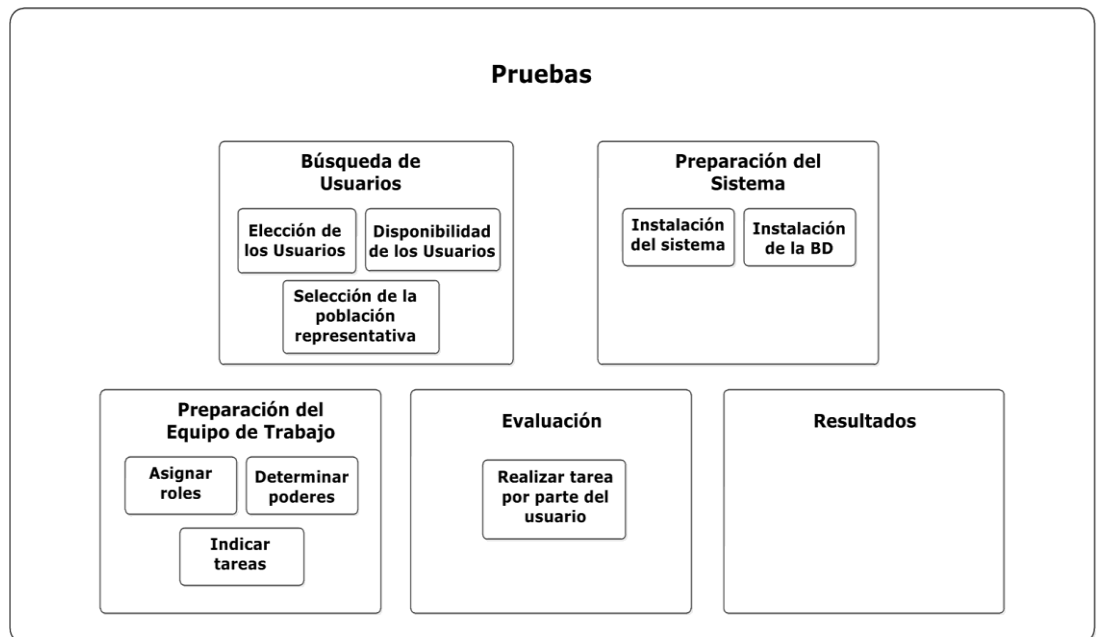 Pruebas
Búsqueda de
Usuarios
Elección de
los Usuarios
Disponibilidad
de los Usuarios
Selección de la
población
representativa
Preparación del
Sistema
Instalación
del sistema
Instalación
de la BD
Preparación del
Equipo de Trabajo
Asignar
roles
Determinar
poderes
Indicar
tareas
Evaluación
Realizar tarea
por parte del
usuario
Resultados